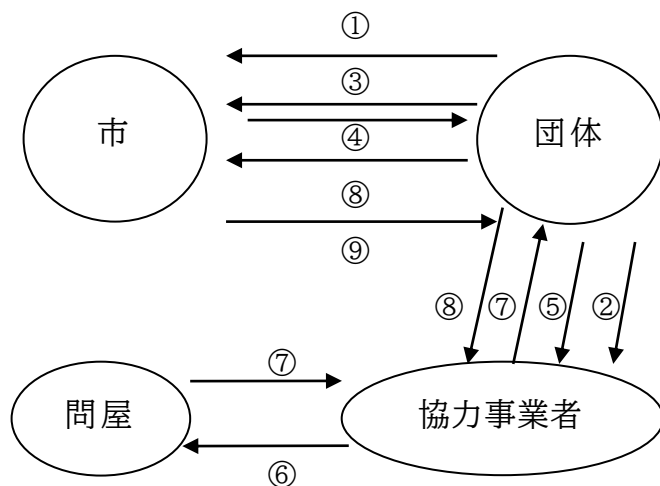 ①
③
市
団体
④
⑧
⑨
⑧
⑦
⑤
②
⑦
問屋
協力事業者
⑥